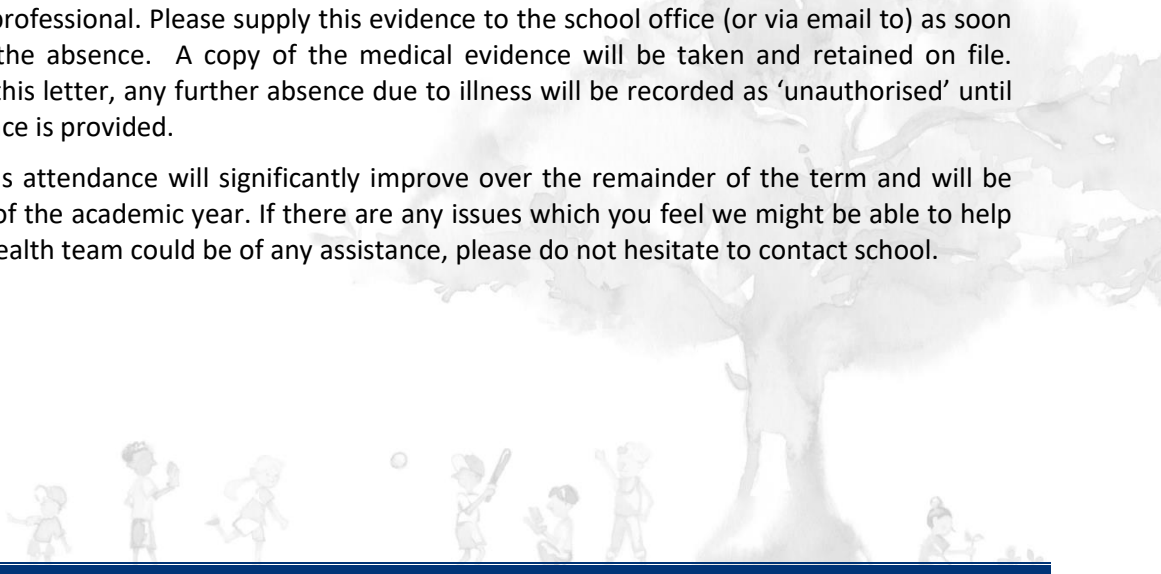 rofessional. Please supply this evidence to the school office (or via email to) as soon
the absence.  A copy of the medical evidence will be taken and retained on file.
his letter, any further absence due to illness will be recorded as ‘unauthorised’ until
ce is provided.
s attendance will significantly improve over the remainder of the term and will be
of the academic year. If there are any issues which you feel we might be able to help
ealth team could be of any assistance, please do not hesitate to contact school.